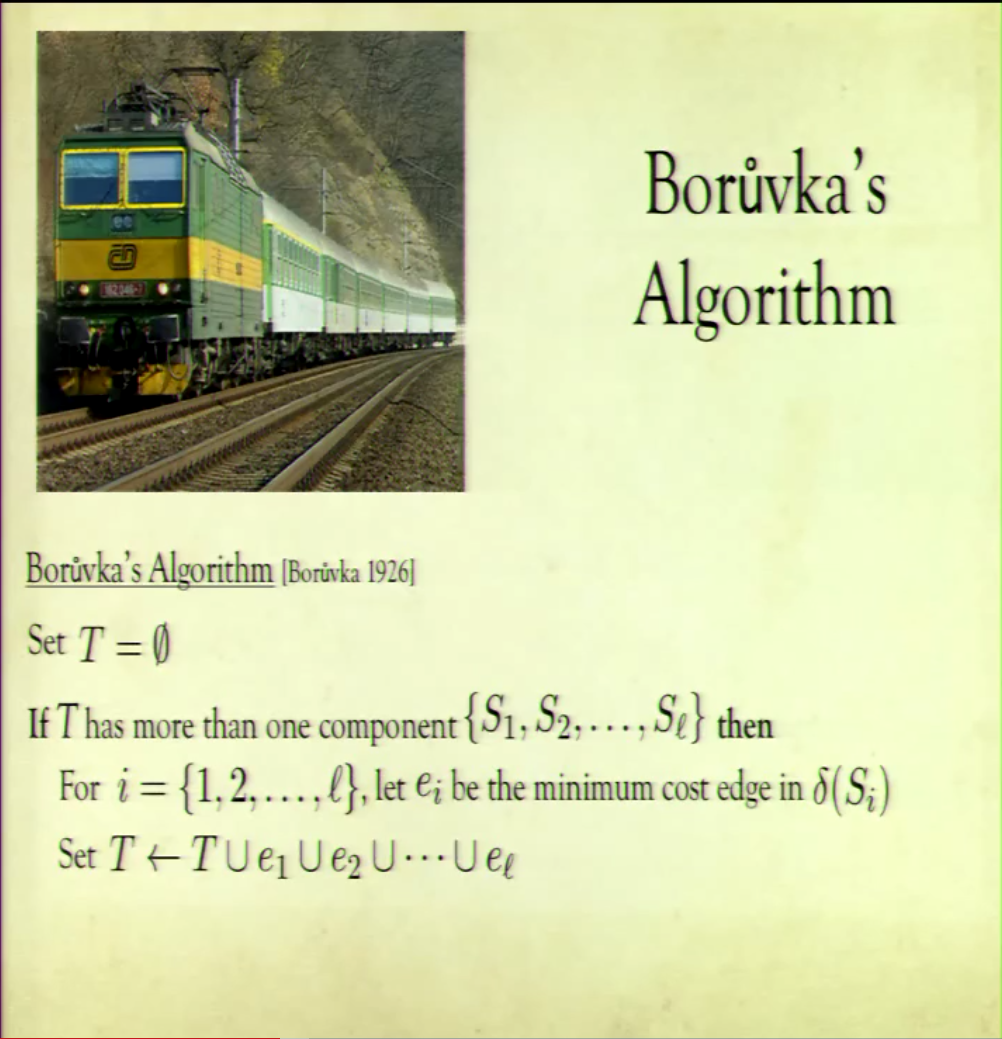 Borůvka's
Algorithm
ČD
Borůvka's Algorithm [Borůvka 1926]
Set T = ∅
If T has more than one component {S₁, S₂, . . . , Sℓ} then
For i = {1, 2, . . . , ℓ}, let eᵢ be the minimum cost edge in δ(Sᵢ)
Set T ← T ∪ e₁ ∪ e₂ ∪ · · · ∪ eℓ